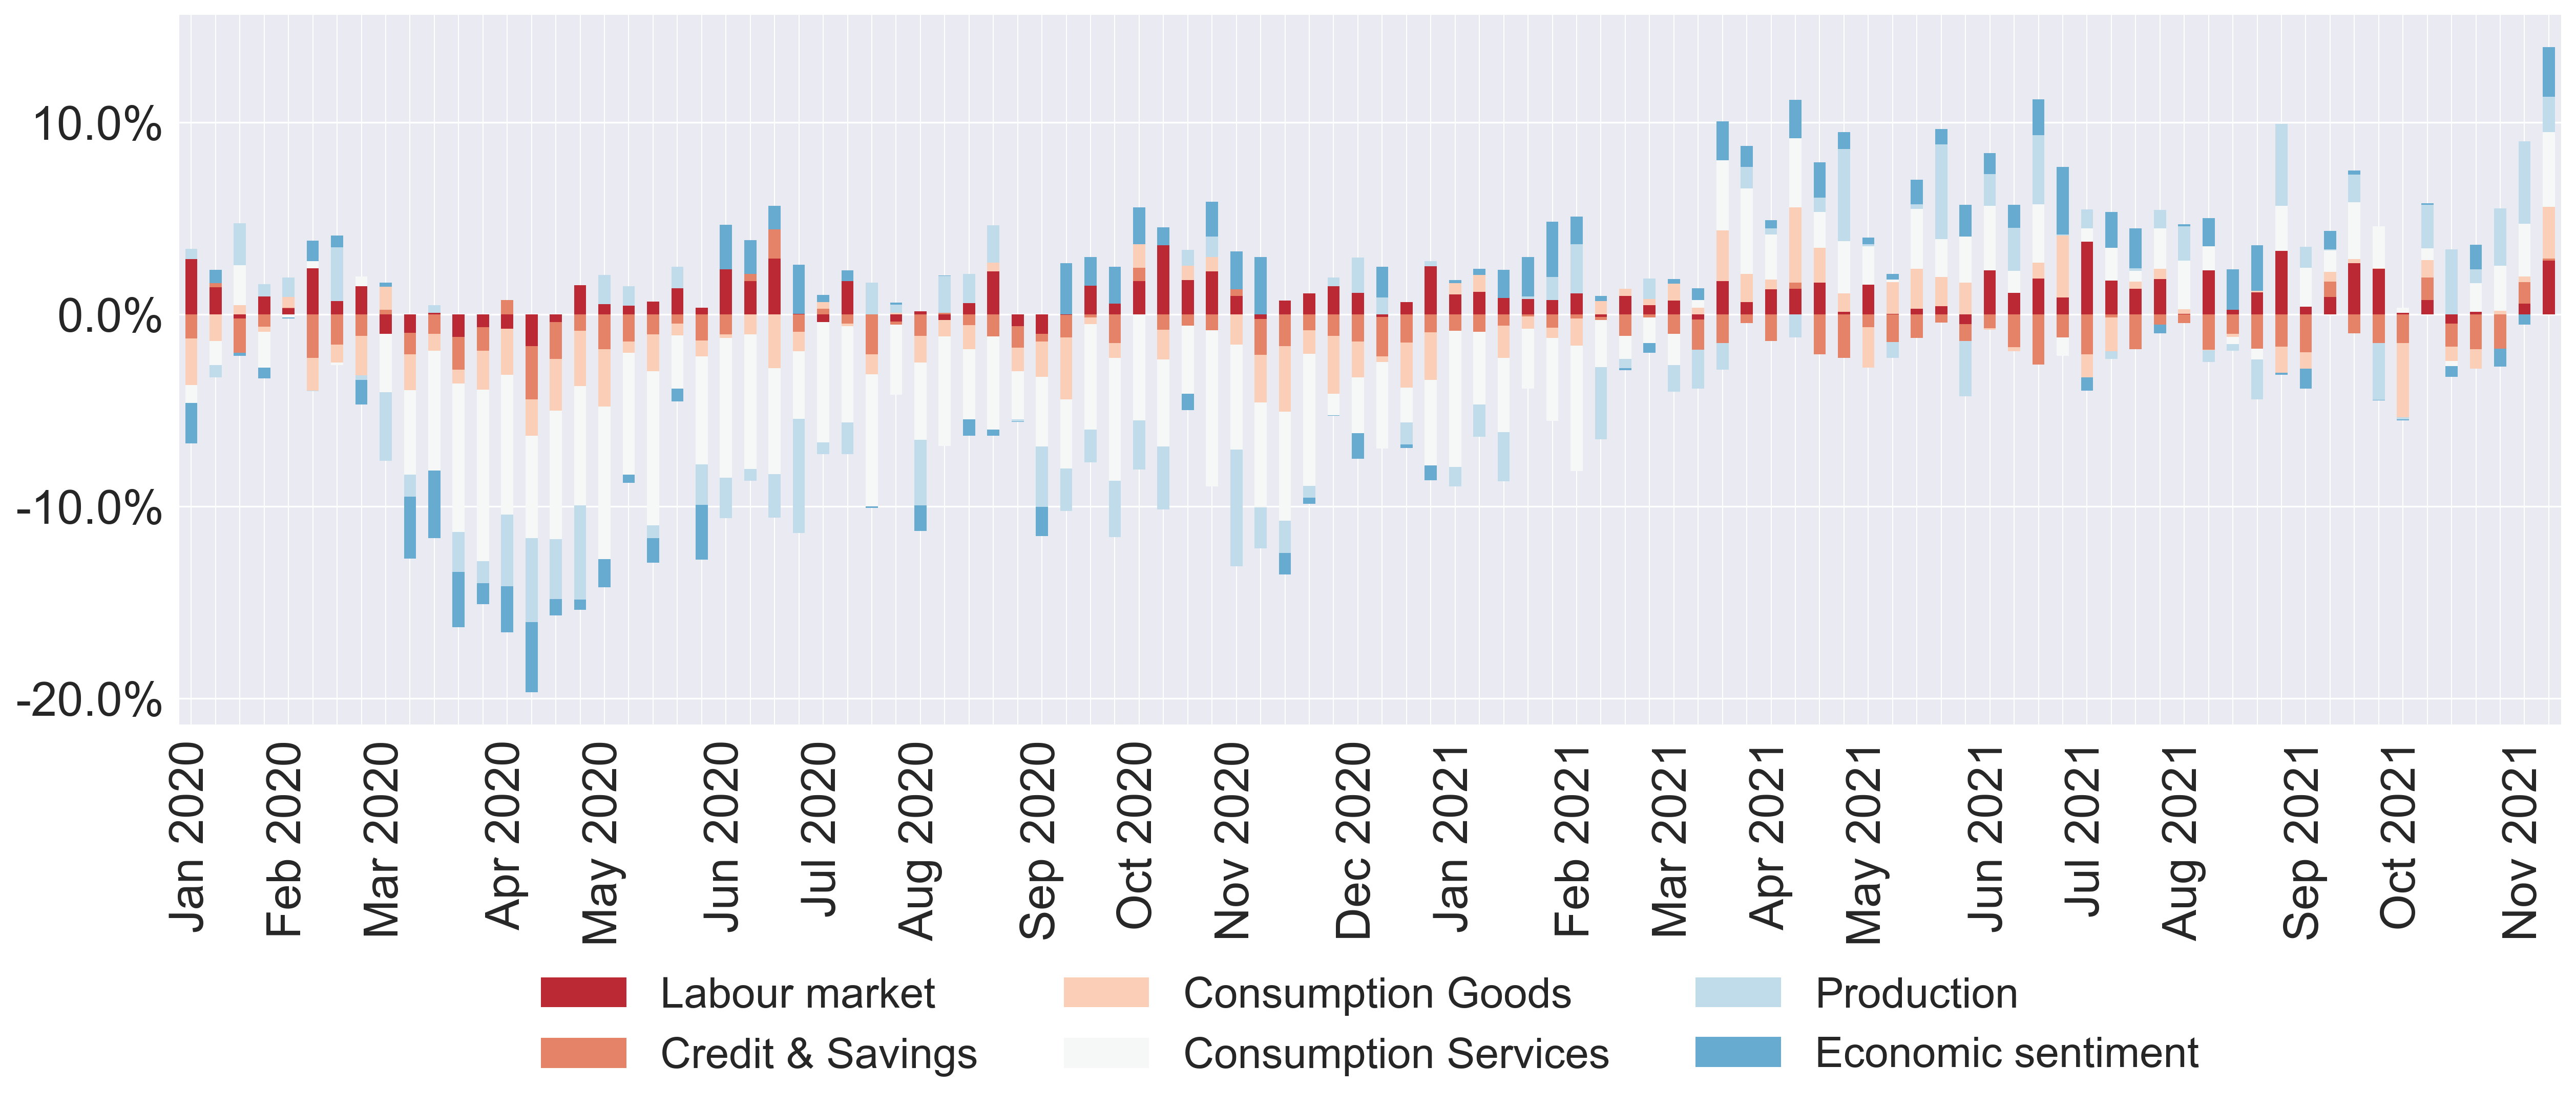 10.0%
0.0%
-10.0%
-20.0%
Jan 2020
Feb 2020
Mar 2020
Apr 2020
May 2020
Jun 2020
Jul 2020
Aug 2020
Sep 2020
Oct 2020
Nov 2020
Dec 2020
Jan 2021
Feb 2021
Mar 2021
Apr 2021
May 2021
Jun 2021
Jul 2021
Aug 2021
Sep 2021
Oct 2021
Nov 2021
Labour market
Consumption Goods
Production
Credit & Savings
Consumption Services
Economic sentiment